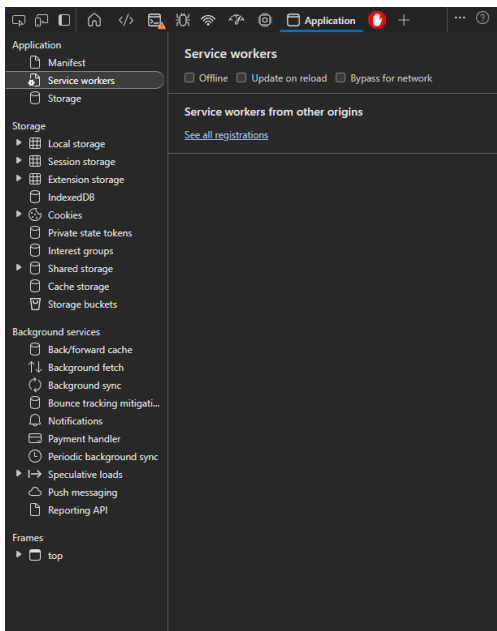 Application
Application
Manifest
Service workers
Storage
Storage
Local storage
Session storage
Extension storage
IndexedDB
Cookies
Private state tokens
Interest groups
Shared storage
Cache storage
Storage buckets
Background services
Back/forward cache
Background fetch
Background sync
Bounce tracking mitigati...
Notifications
Payment handler
Periodic background sync
Speculative loads
Push messaging
Reporting API
Frames
top
Service workers
Offline Update on reload Bypass for network
Service workers from other origins
See all registrations